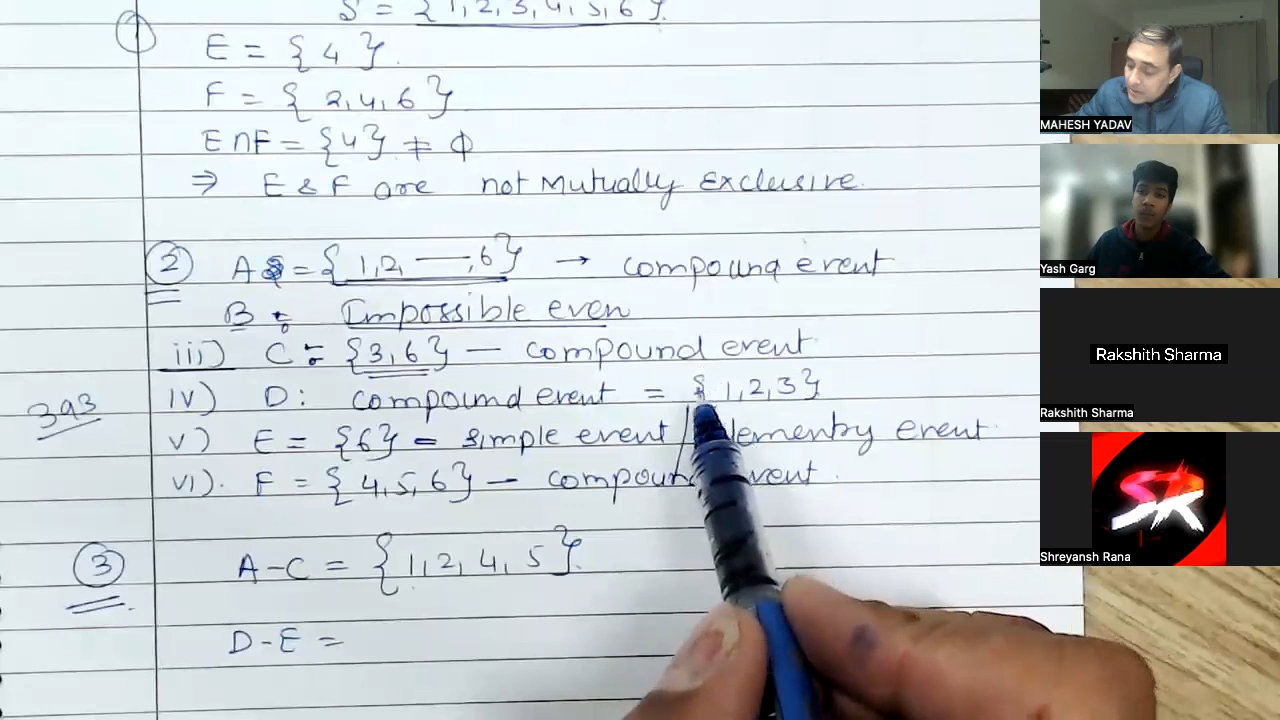 S = {1,2,3,4,5,6}.
① E = {4}.
F = {2,4,6}
E∩F = {4} ≠ ϕ
⇒ E & F are not Mutually Exclusive.
② A = {1,2, —,6} → compound event
B : Impossible even
iii) C : {3,6} — compound event
393
iv) D : compound event = {1,2,3}
v) E = {6} = simple event / elementry event.
vi). F = {4,5,6} — compound event.
③ A-C = {1,2,4,5}.
D-E =
MAHESH YADAV
Yash Garg
Rakshith Sharma
Rakshith Sharma
SR
Shreyansh Rana